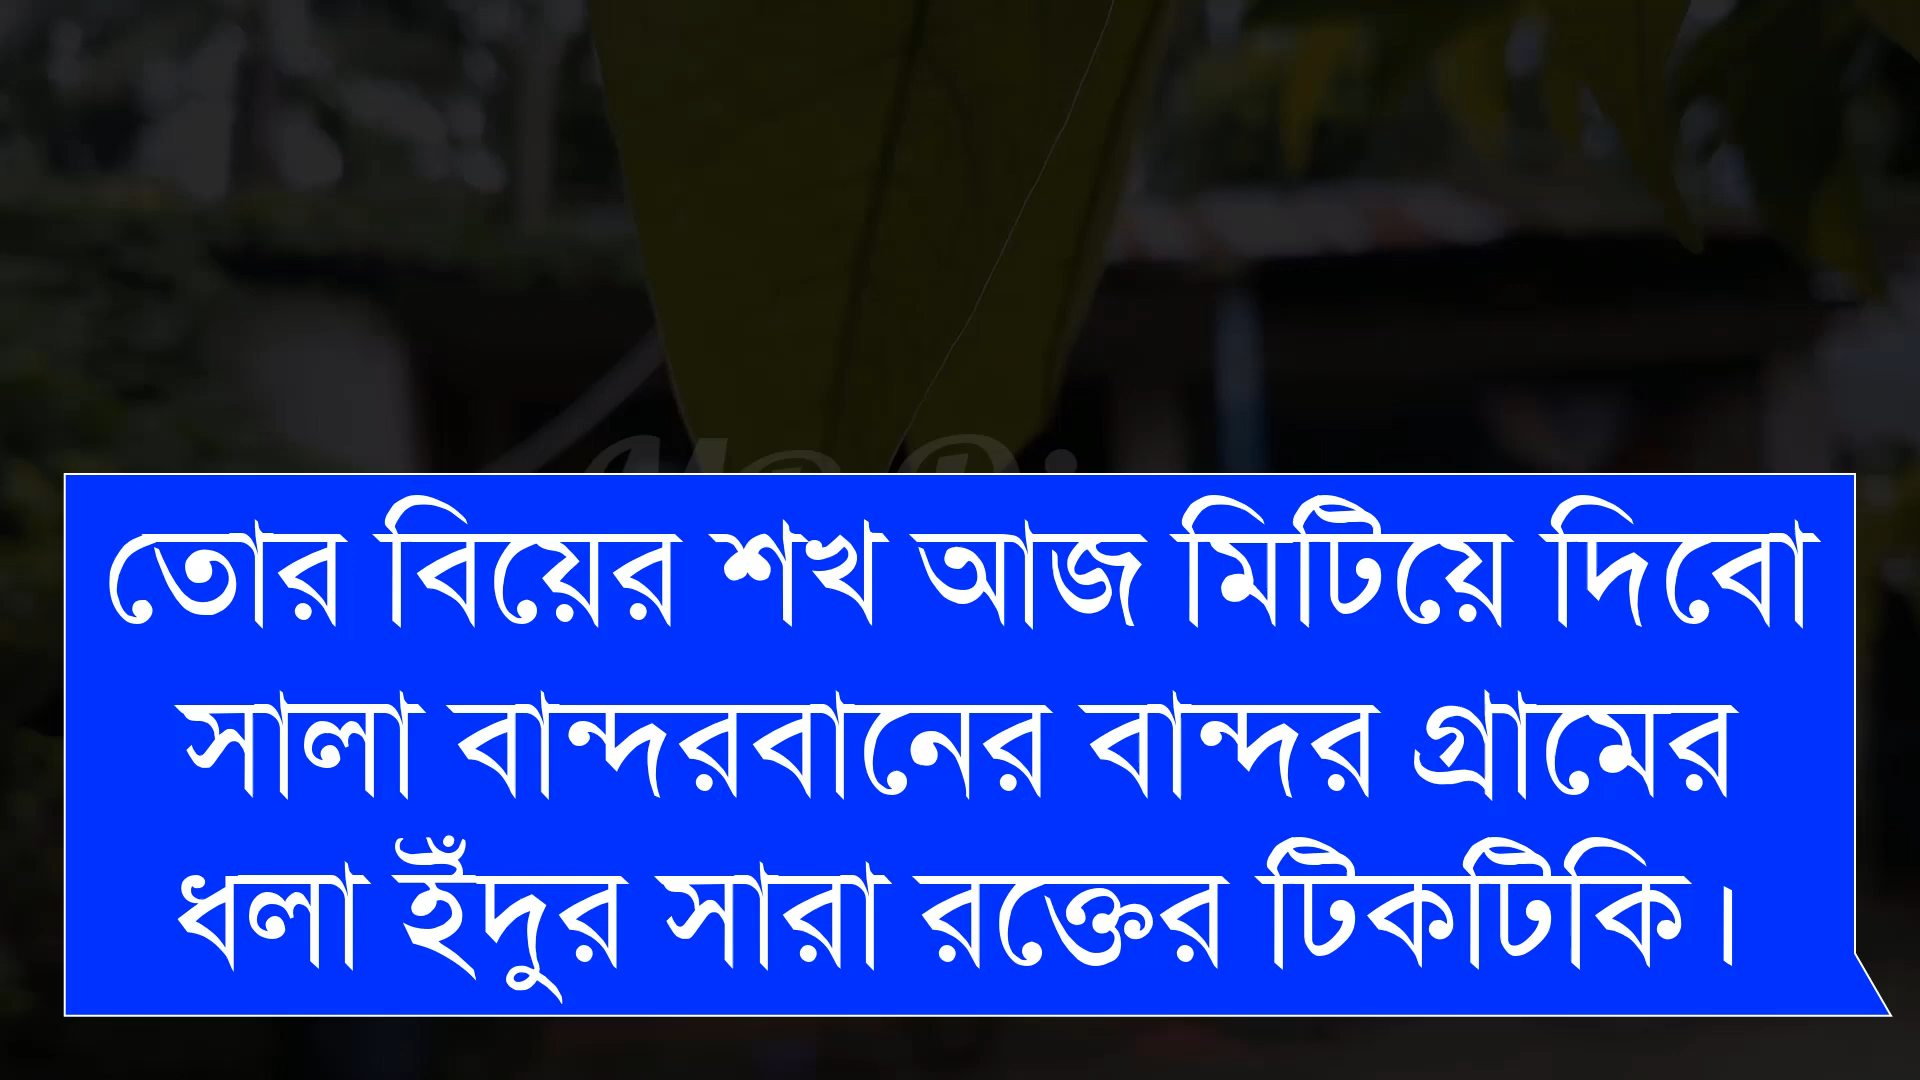 তোর বিয়ের শখ আজ মিটিয়ে দিবো
সালা বান্দরবানের বান্দর গ্রামের
ধলা ইঁদুর সারা রক্তের টিকটিকি।